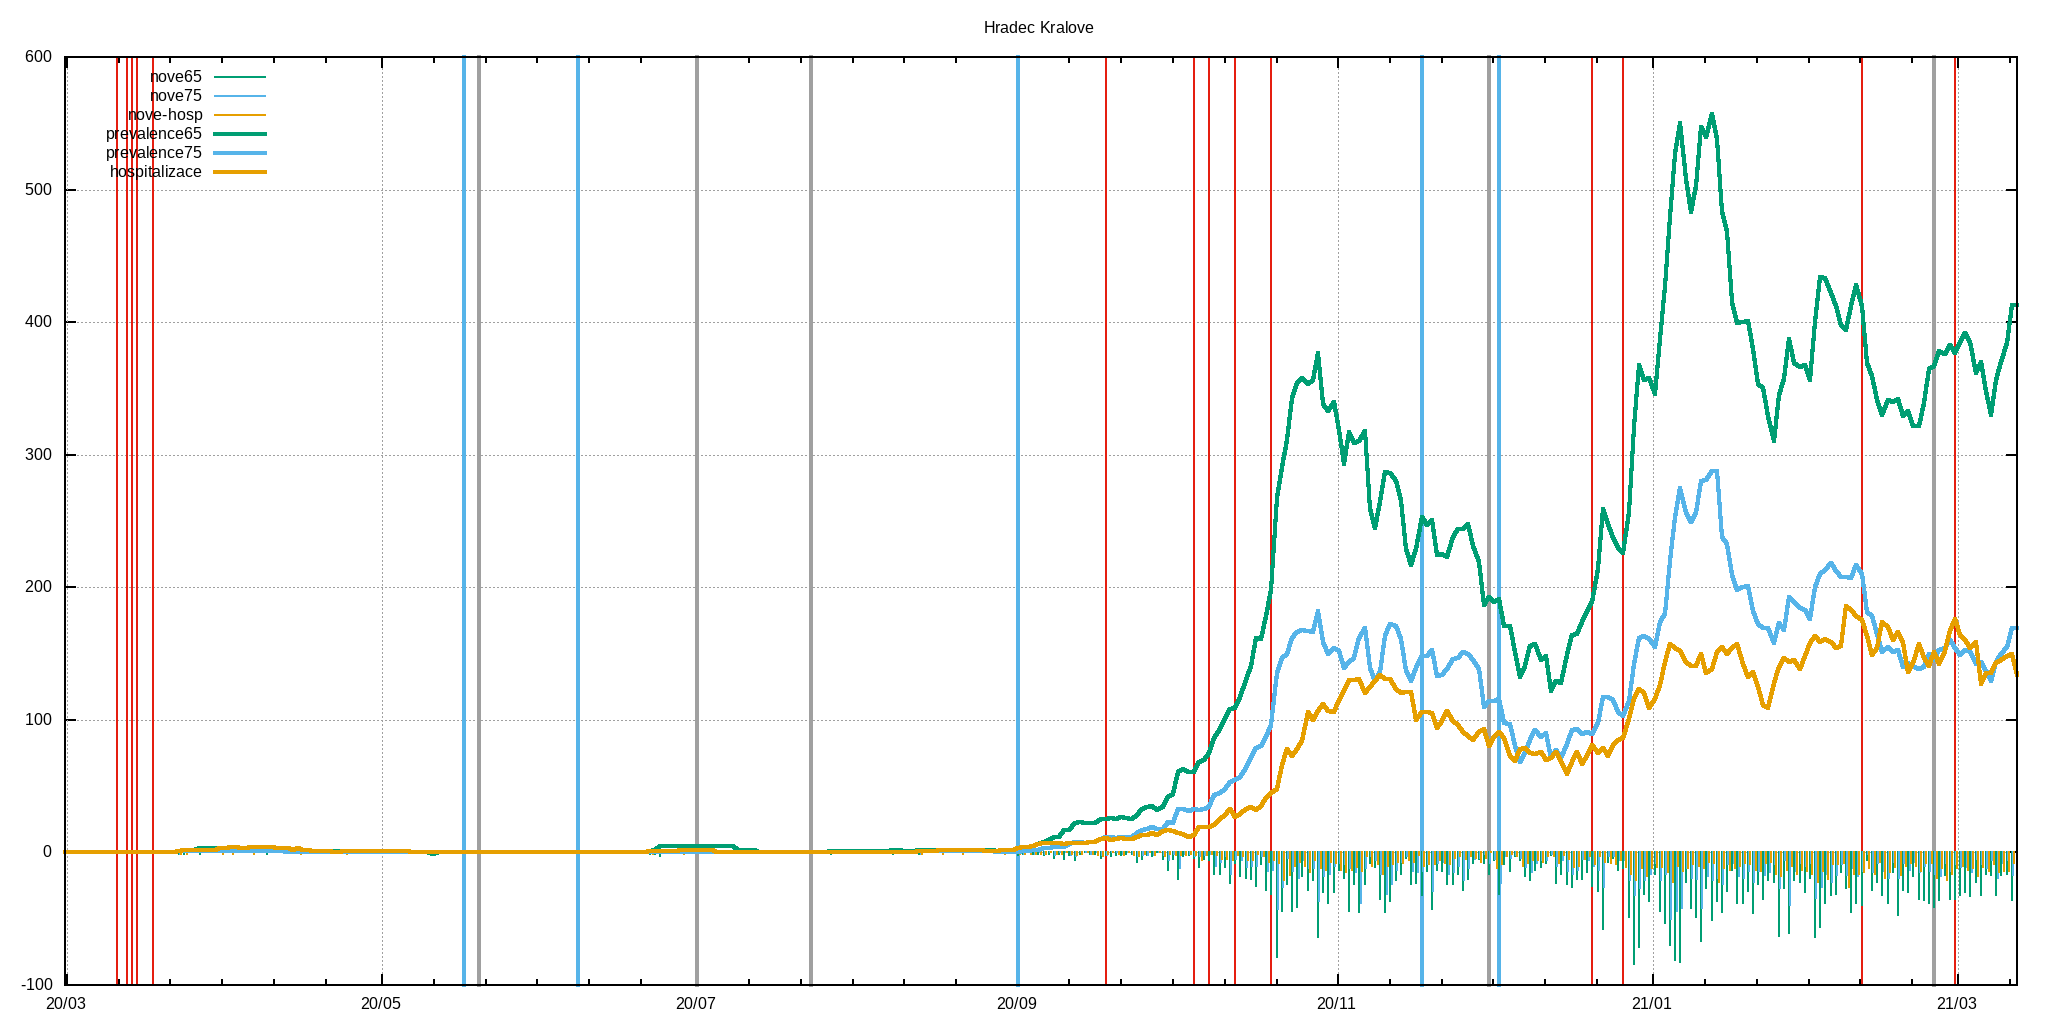 Hradec Kralove
600
500
400
300
200
100
0
-100
nove65
nove75
nove-hosp
prevalence65
prevalence75
hospitalizace
20/03 20/05 20/07 20/09 20/11 21/01 21/03